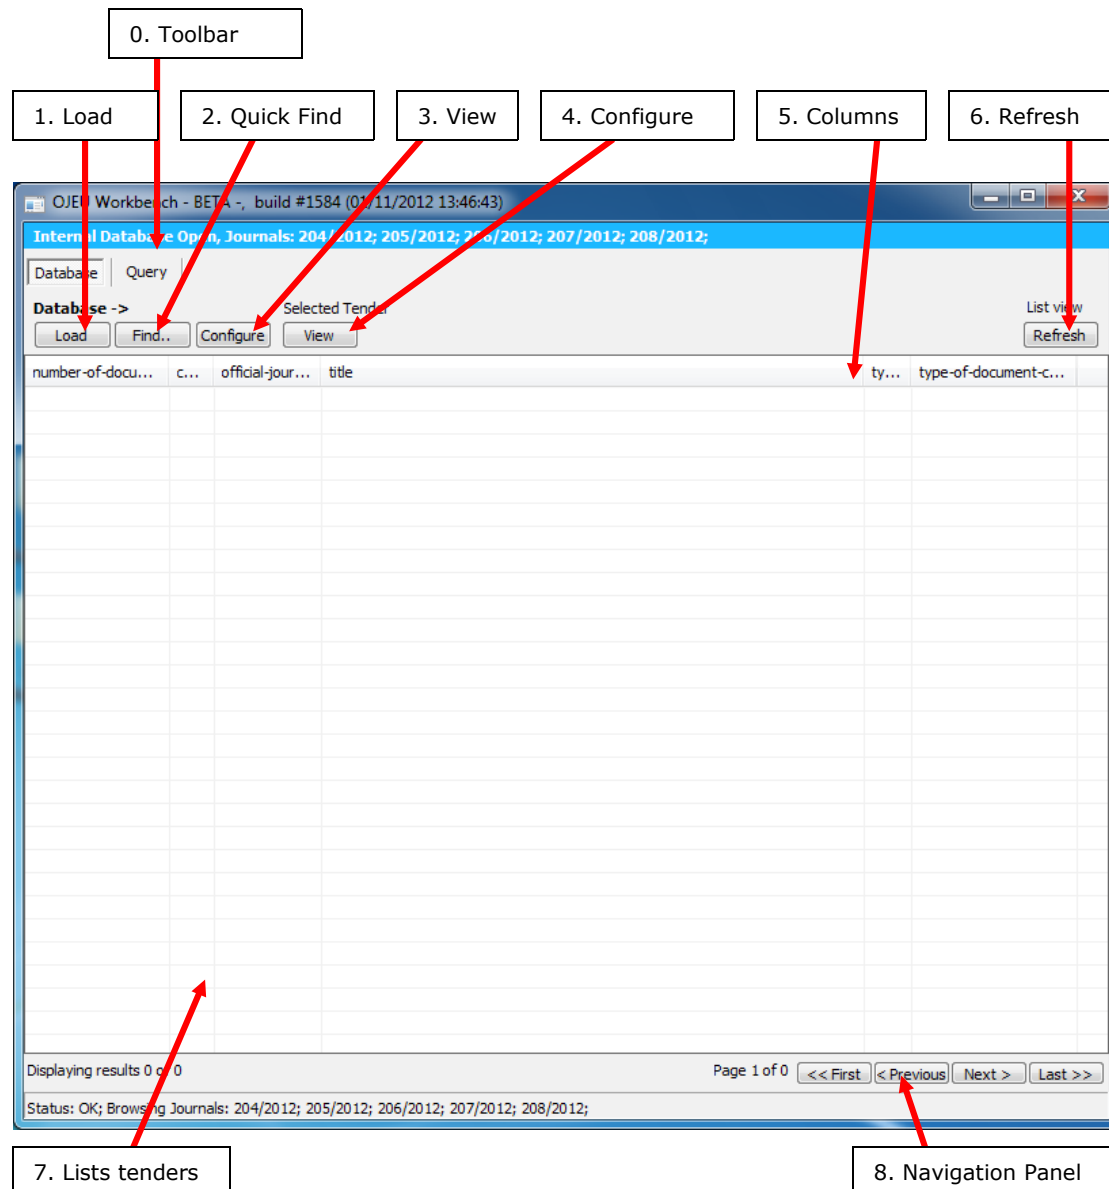 0. Toolbar
1. Load
2. Quick Find
3. View
4. Configure
5. Columns
6. Refresh
OJEU Workbench - BETA -, build #1584 (01/11/2012 13:46:43)
Internal Database Open, Journals: 204/2012; 205/2012; 206/2012; 207/2012; 208/2012;
Database Query
Database -> Selected Tender List view
Load Find.. Configure View Refresh
number-of-docu... c... official-jour... title ty... type-of-document-c...
Displaying results 0 of 0 Page 1 of 0 << First < Previous Next > Last >>
Status: OK; Browsing Journals: 204/2012; 205/2012; 206/2012; 207/2012; 208/2012;
7. Lists tenders
8. Navigation Panel